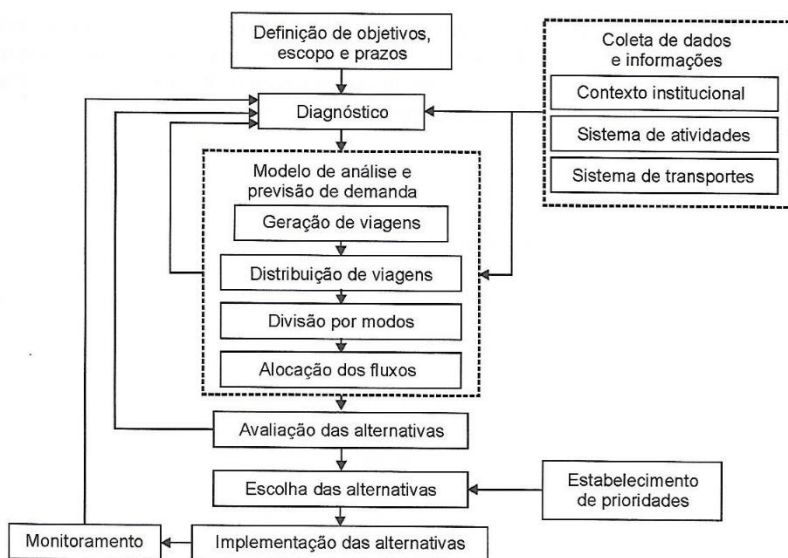 Definição de objetivos,
escopo e prazos
Coleta de dados
e informações
Contexto institucional
Sistema de atividades
Sistema de transportes
Diagnóstico
Modelo de análise e
previsão de demanda
Geração de viagens
Distribuição de viagens
Divisão por modos
Alocação dos fluxos
Avaliação das alternativas
Escolha das alternativas
Estabelecimento
de prioridades
Monitoramento
Implementação das alternativas